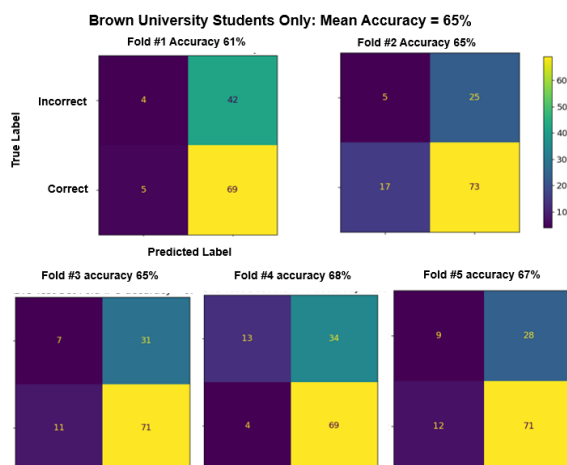 Brown University Students Only: Mean Accuracy = 65%
Fold #1 Accuracy 61%
Fold #2 Accuracy 65%
True Label
Incorrect
Correct
4 42
5 69
5 25
17 73
60
50
40
30
20
10
Predicted Label
Fold #3 accuracy 65%
Fold #4 accuracy 68%
Fold #5 accuracy 67%
7 31
11 71
13 34
4 69
9 28
12 71